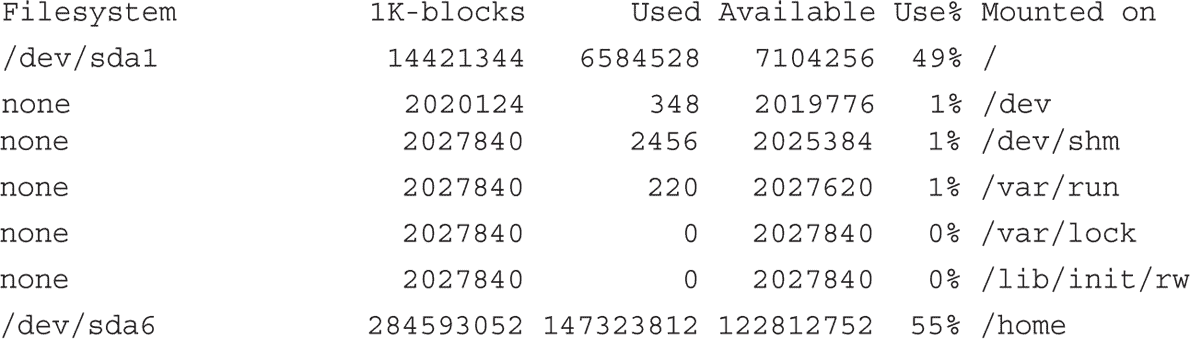 Filesystem 1K-blocks Used Available Use% Mounted on
/dev/sda1 14421344 6584528 7104256 49% /
none 2020124 348 2019776 1% /dev
none 2027840 2456 2025384 1% /dev/shm
none 2027840 220 2027620 1% /var/run
none 2027840 0 2027840 0% /var/lock
none 2027840 0 2027840 0% /lib/init/rw
/dev/sda6 284593052 147323812 122812752 55% /home